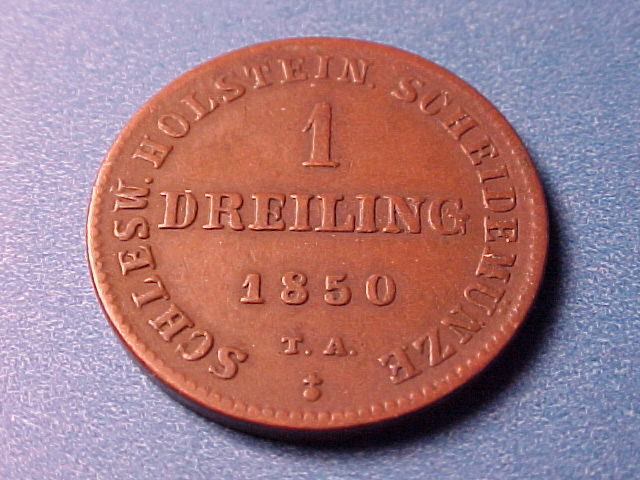 SCHLESW. HOLSTEIN. SCHEIDEMUNZE
1
DREILING
1850
T. A.